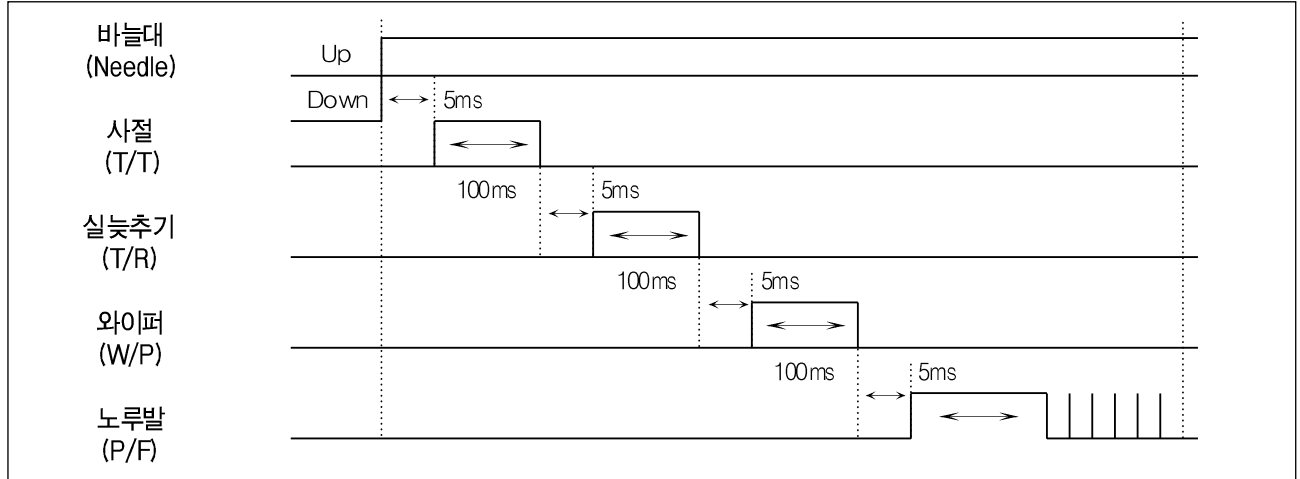 바늘대
(Needle)
Up
Down
5ms
사절
(T/T)
100ms
5ms
실늦추기
(T/R)
100ms
5ms
와이퍼
(W/P)
100ms
5ms
노루발
(P/F)